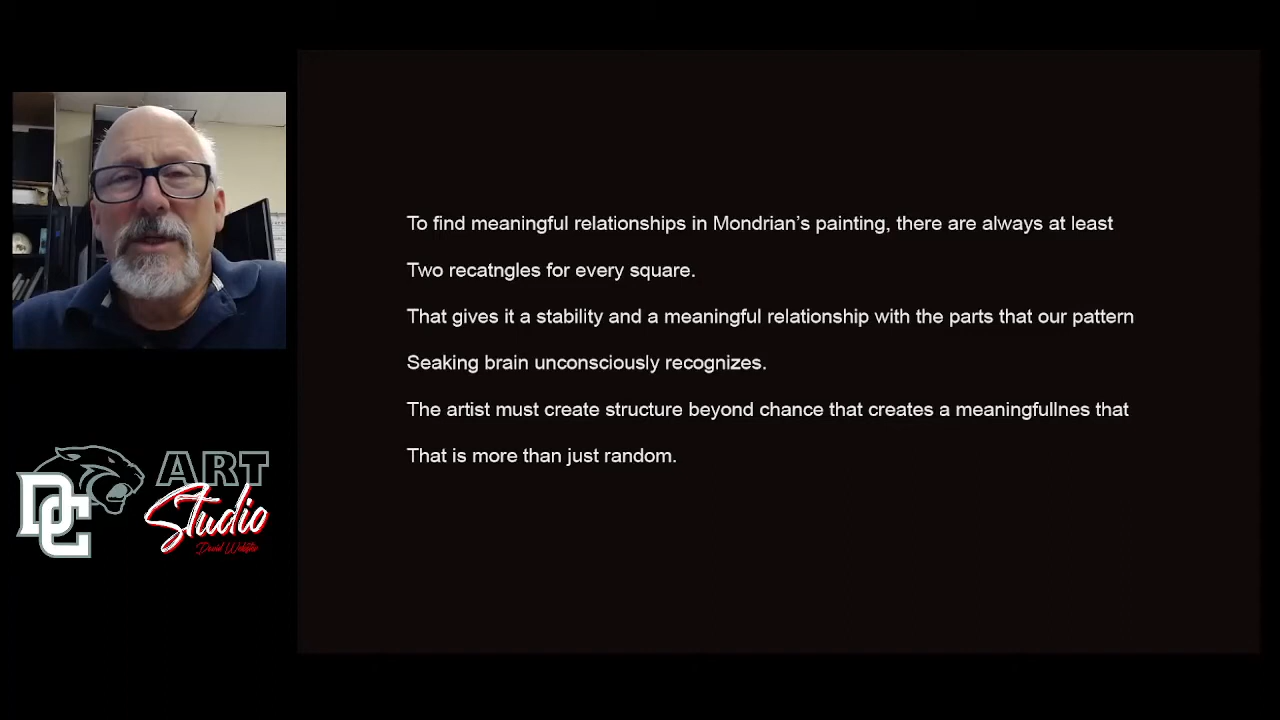 To find meaningful relationships in Mondrian’s painting, there are always at least
Two recatngles for every square.
That gives it a stability and a meaningful relationship with the parts that our pattern
Seaking brain unconsciously recognizes.
The artist must create structure beyond chance that creates a meaningfullnes that
That is more than just random.
DC
ART
Studio
David Webster